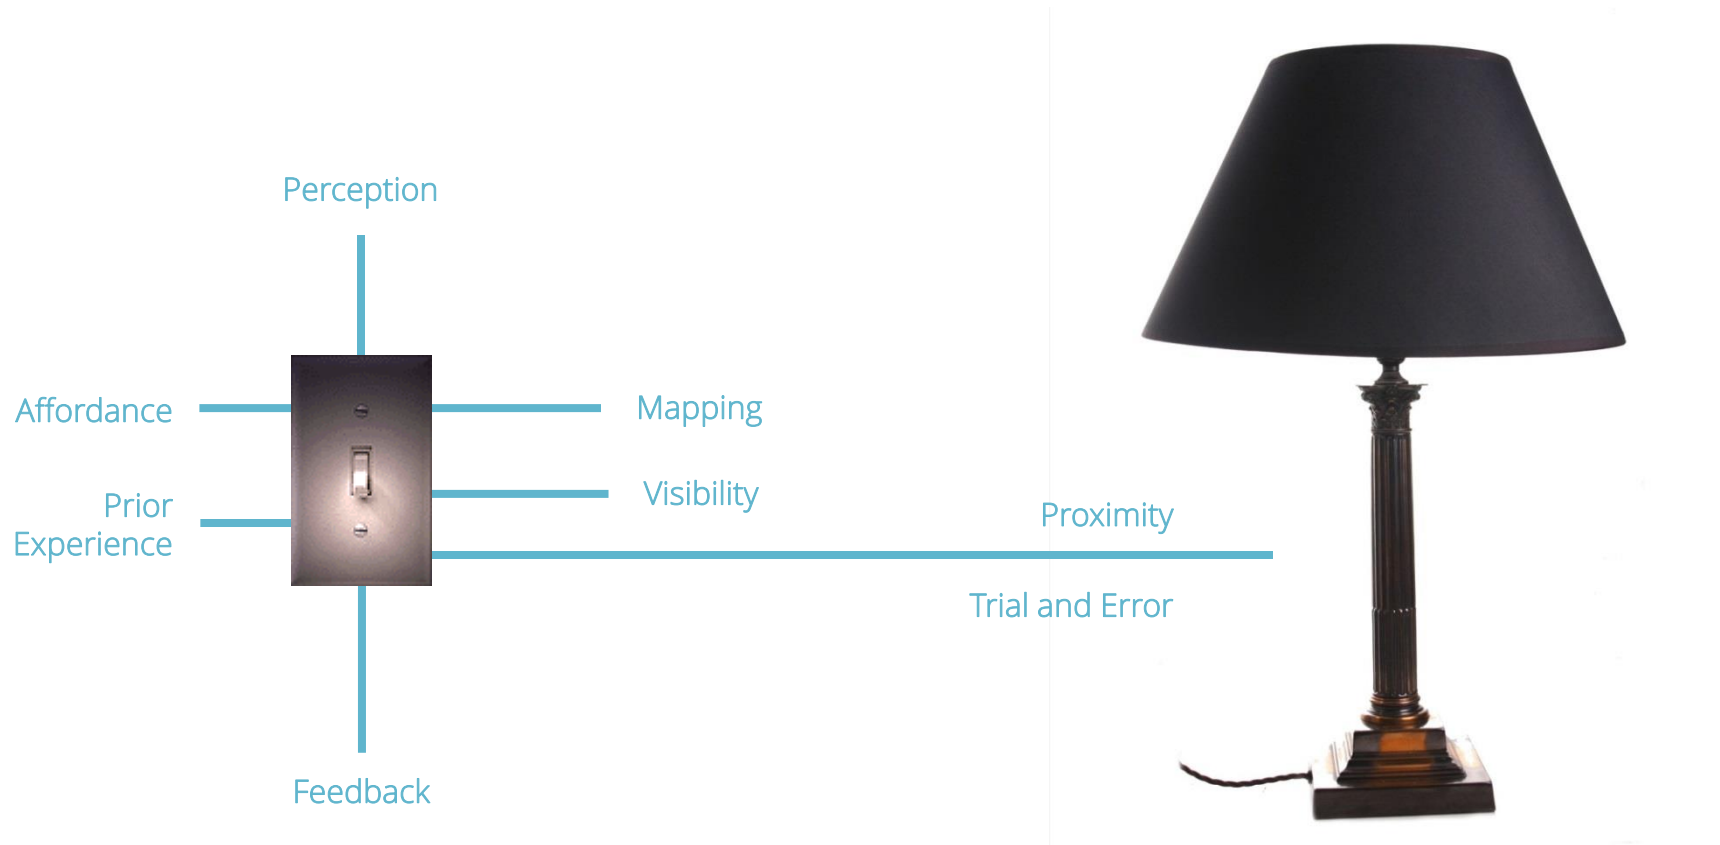 Perception
Affordance
Mapping
Prior
Experience
Visibility
Proximity
Trial and Error
Feedback